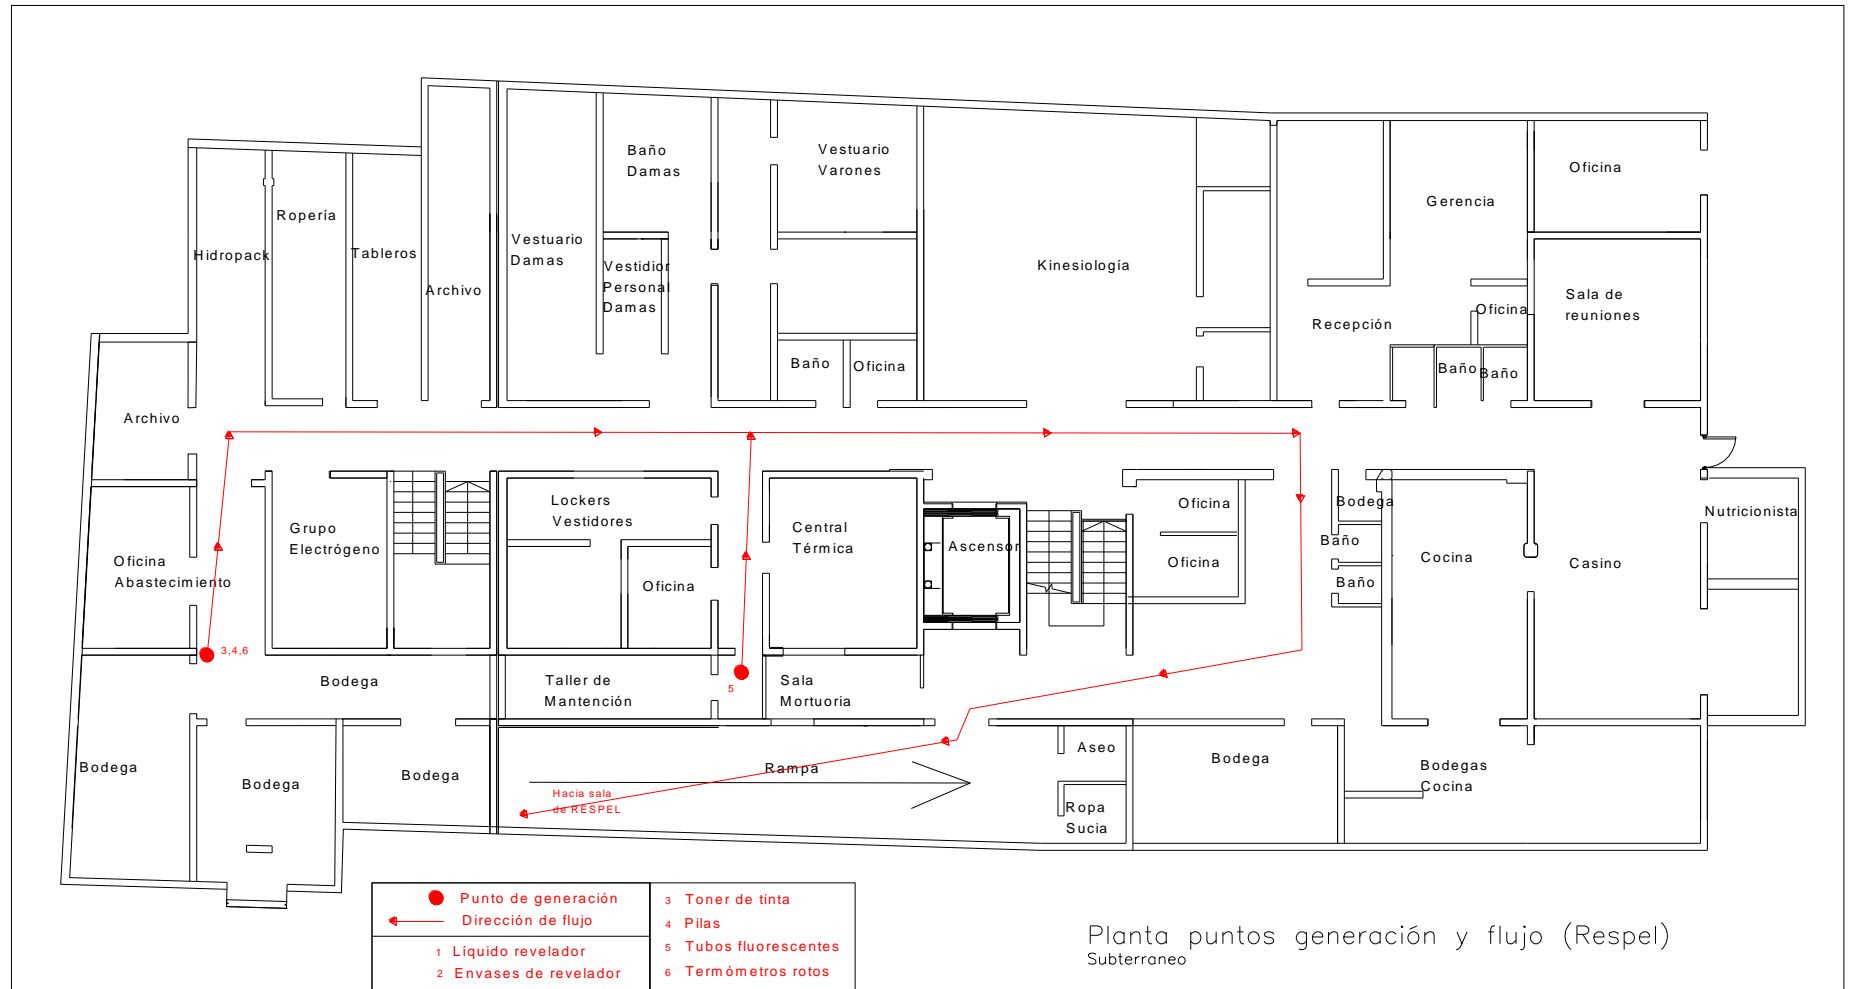 Baño
Damas
Vestuario
Varones
Oficina
Gerencia
Ropería
Hidropack
Tableros
Archivo
Vestuario
Damas
Vestidior
Personal
Damas
Kinesiología
Sala de
reuniones
Oficina
Recepción
Baño
Oficina
Baño
Baño
Archivo
Lockers
Vestidores
Grupo
Electrógeno
Central
Térmica
Ascensor
Oficina
Oficina
Bodega
Baño
Baño
Cocina
Casino
Nutricionista
Oficina
Abastecimiento
Oficina
3,4,6
Bodega
Taller de
Mantención
5
Sala
Mortuoria
Bodega
Bodega
Bodega
Rampa
Hacia sala
de RESPEL
Aseo
Ropa
Sucia
Bodega
Bodegas
Cocina
Punto de generación
Dirección de flujo
1 Líquido revelador
2 Envases de revelador
3 Toner de tinta
4 Pilas
5 Tubos fluorescentes
6 Termómetros rotos
Planta puntos generación y flujo (Respel)
Subterraneo